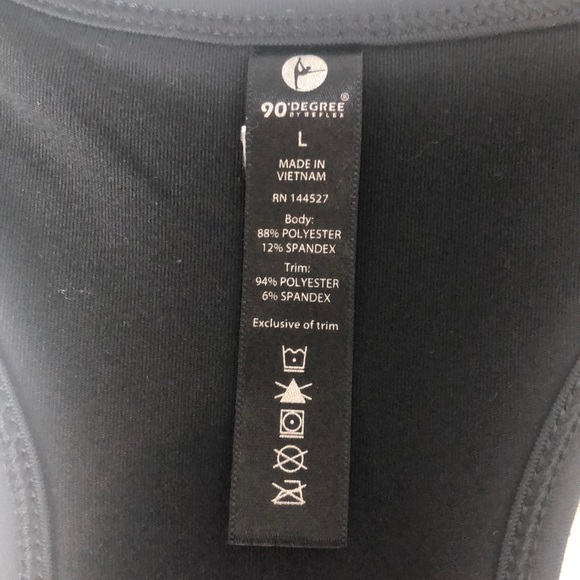 90°DEGREE®
BY REFLEX
L
MADE IN
VIETNAM
RN 144527
Body:
88% POLYESTER
12% SPANDEX
Trim:
94% POLYESTER
6% SPANDEX
Exclusive of trim